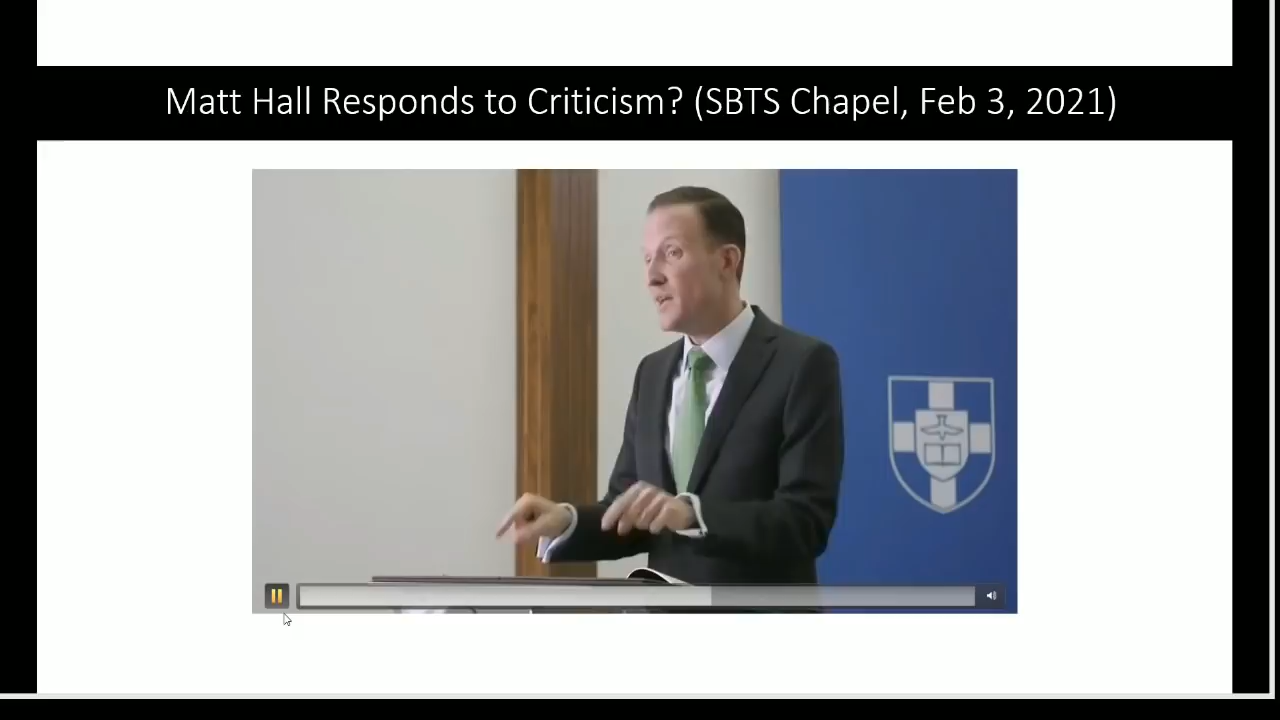 Matt Hall Responds to Criticism? (SBTS Chapel, Feb 3, 2021)